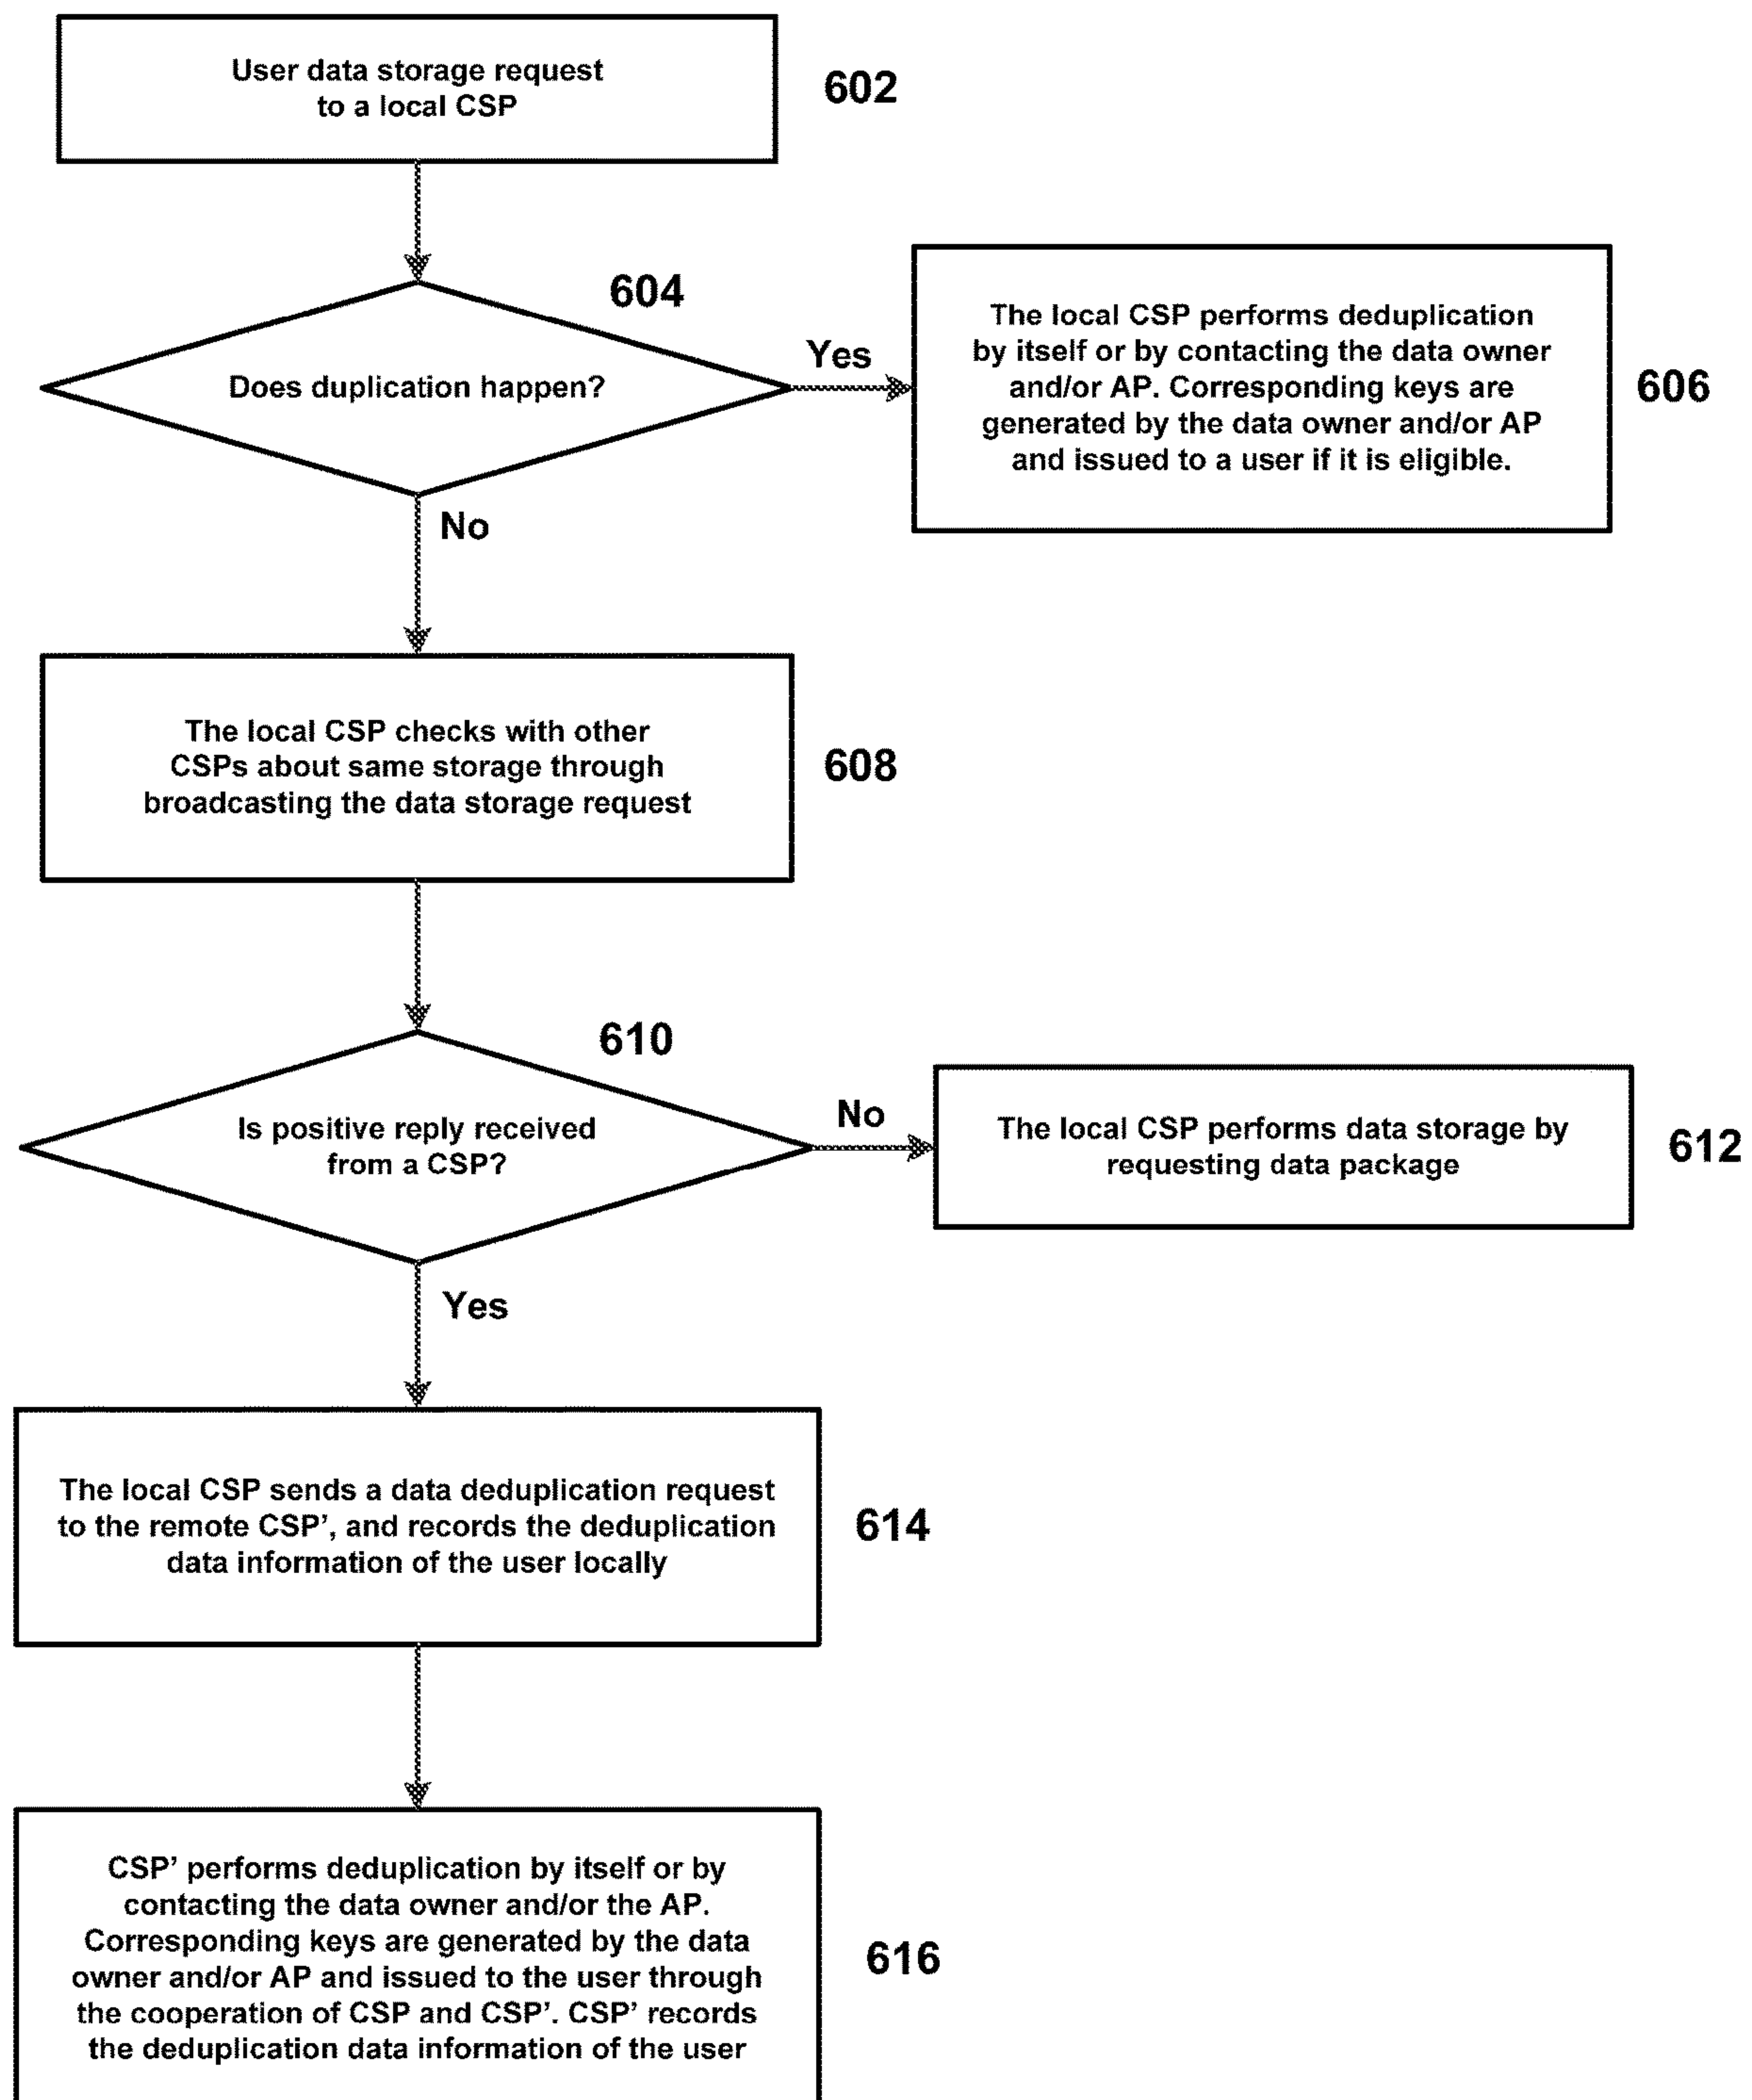 User data storage request
to a local CSP
602
604
Does duplication happen?
Yes
The local CSP performs deduplication
by itself or by contacting the data owner
and/or AP. Corresponding keys are
generated by the data owner and/or AP
and issued to a user if it is eligible.
606
No
The local CSP checks with other
CSPs about same storage through
broadcasting the data storage request
608
610
Is positive reply received
from a CSP?
No
The local CSP performs data storage by
requesting data package
612
Yes
The local CSP sends a data deduplication request
to the remote CSP’, and records the deduplication
data information of the user locally
614
CSP’ performs deduplication by itself or by
contacting the data owner and/or the AP.
Corresponding keys are generated by the data
owner and/or AP and issued to the user through
the cooperation of CSP and CSP’. CSP’ records
the deduplication data information of the user
616